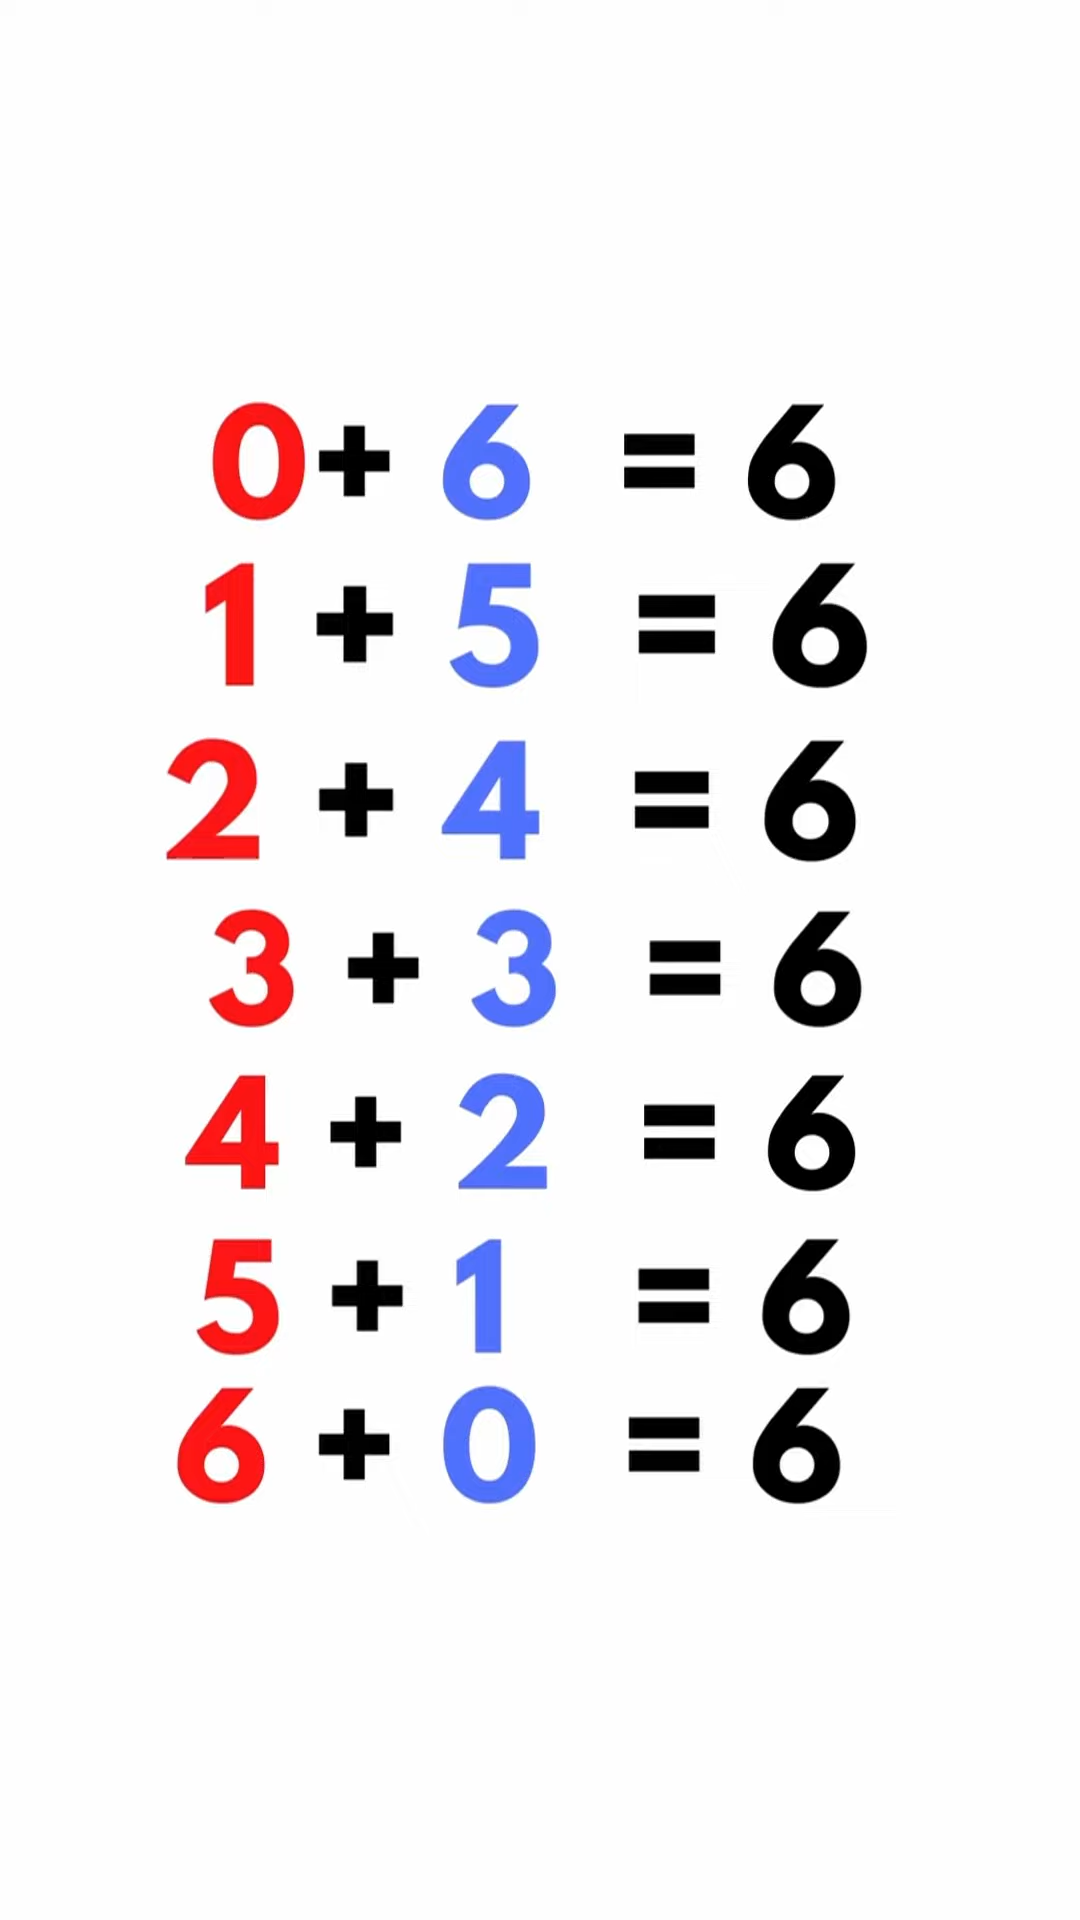 0+ 6 = 6
1 + 5 = 6
2 + 4 = 6
3 + 3 = 6
4 + 2 = 6
5 + 1 = 6
6 + 0 = 6